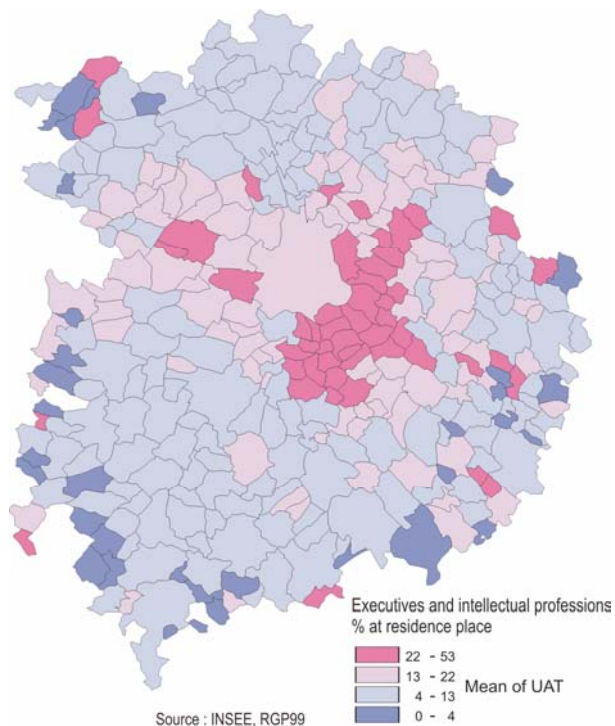 Executives and intellectual professions
% at residence place
22 - 53
13 - 22
4 - 13
0 - 4
Mean of UAT
Source : INSEE, RGP99